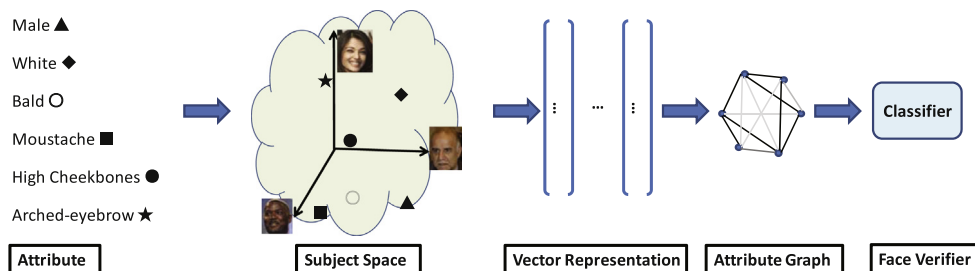 Male
White
Bald
Moustache
High Cheekbones
Arched-eyebrow
...
Classifier
Attribute
Subject Space
Vector Representation
Attribute Graph
Face Verifier